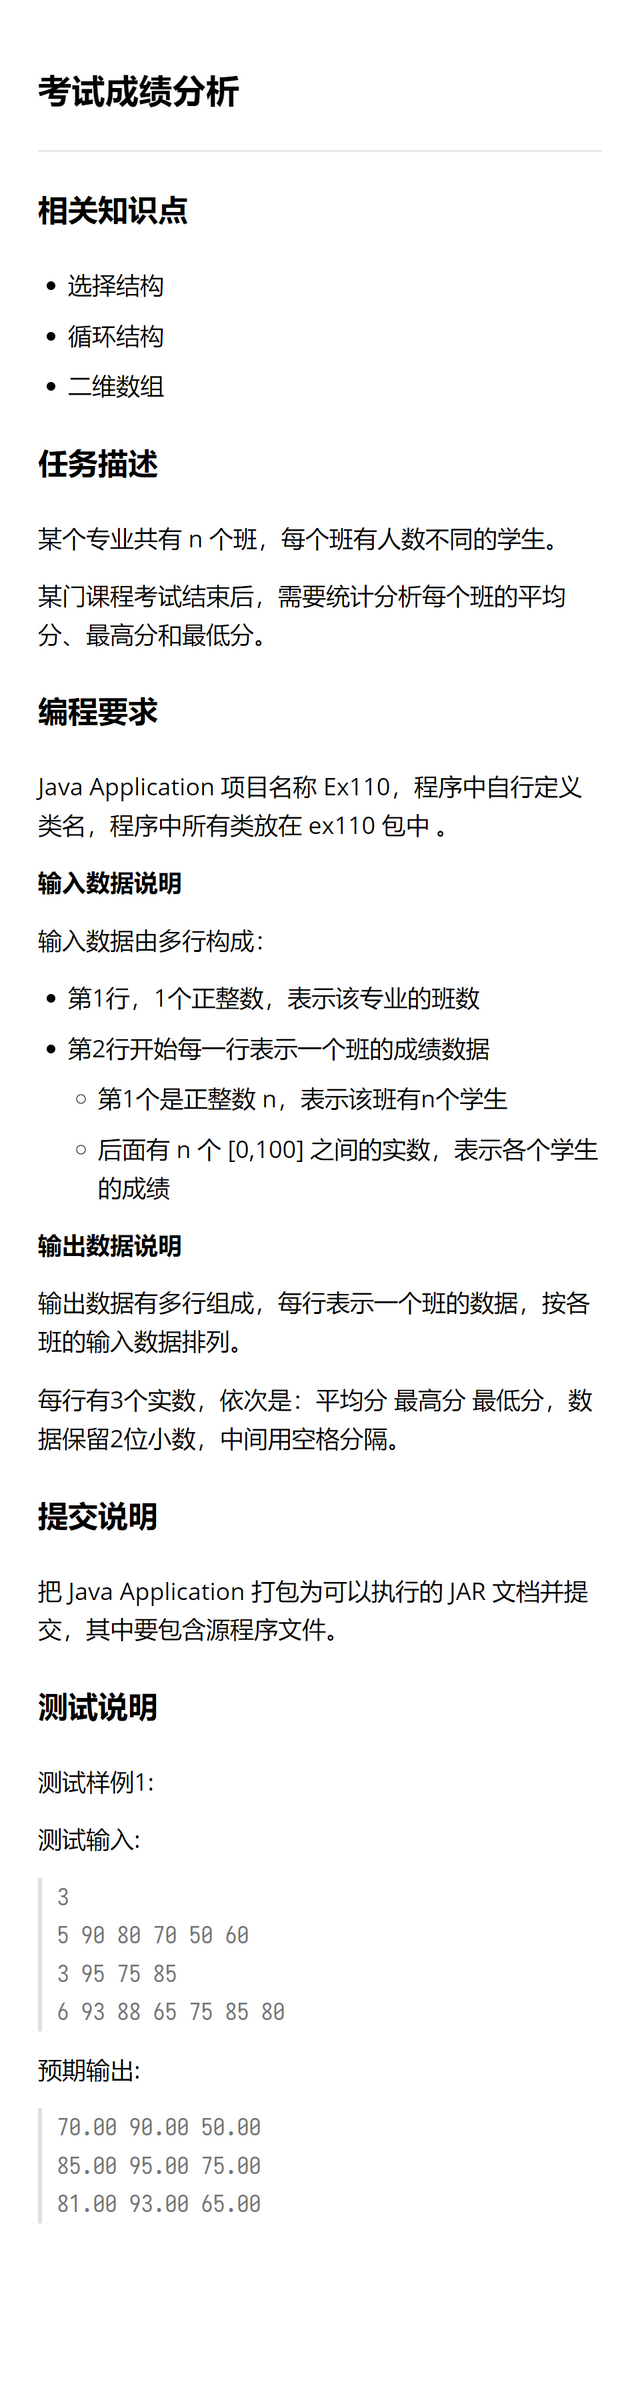 考试成绩分析
相关知识点
选择结构
循环结构
二维数组
任务描述
某个专业共有 n 个班，每个班有人数不同的学生。
某门课程考试结束后，需要统计分析每个班的平均
分、最高分和最低分。
编程要求
Java Application 项目名称 Ex110，程序中自行定义
类名，程序中所有类放在 ex110 包中 。
输入数据说明
输入数据由多行构成：
第1行，1个正整数，表示该专业的班数
第2行开始每一行表示一个班的成绩数据
第1个是正整数 n，表示该班有n个学生
后面有 n 个 [0,100] 之间的实数，表示各个学生
的成绩
输出数据说明
输出数据有多行组成，每行表示一个班的数据，按各
班的输入数据排列。
每行有3个实数，依次是：平均分 最高分 最低分，数
据保留2位小数，中间用空格分隔。
提交说明
把 Java Application 打包为可以执行的 JAR 文档并提
交，其中要包含源程序文件。
测试说明
测试样例1:
测试输入:
3
5 90 80 70 50 60
3 95 75 85
6 93 88 65 75 85 80
预期输出:
70.00 90.00 50.00
85.00 95.00 75.00
81.00 93.00 65.00